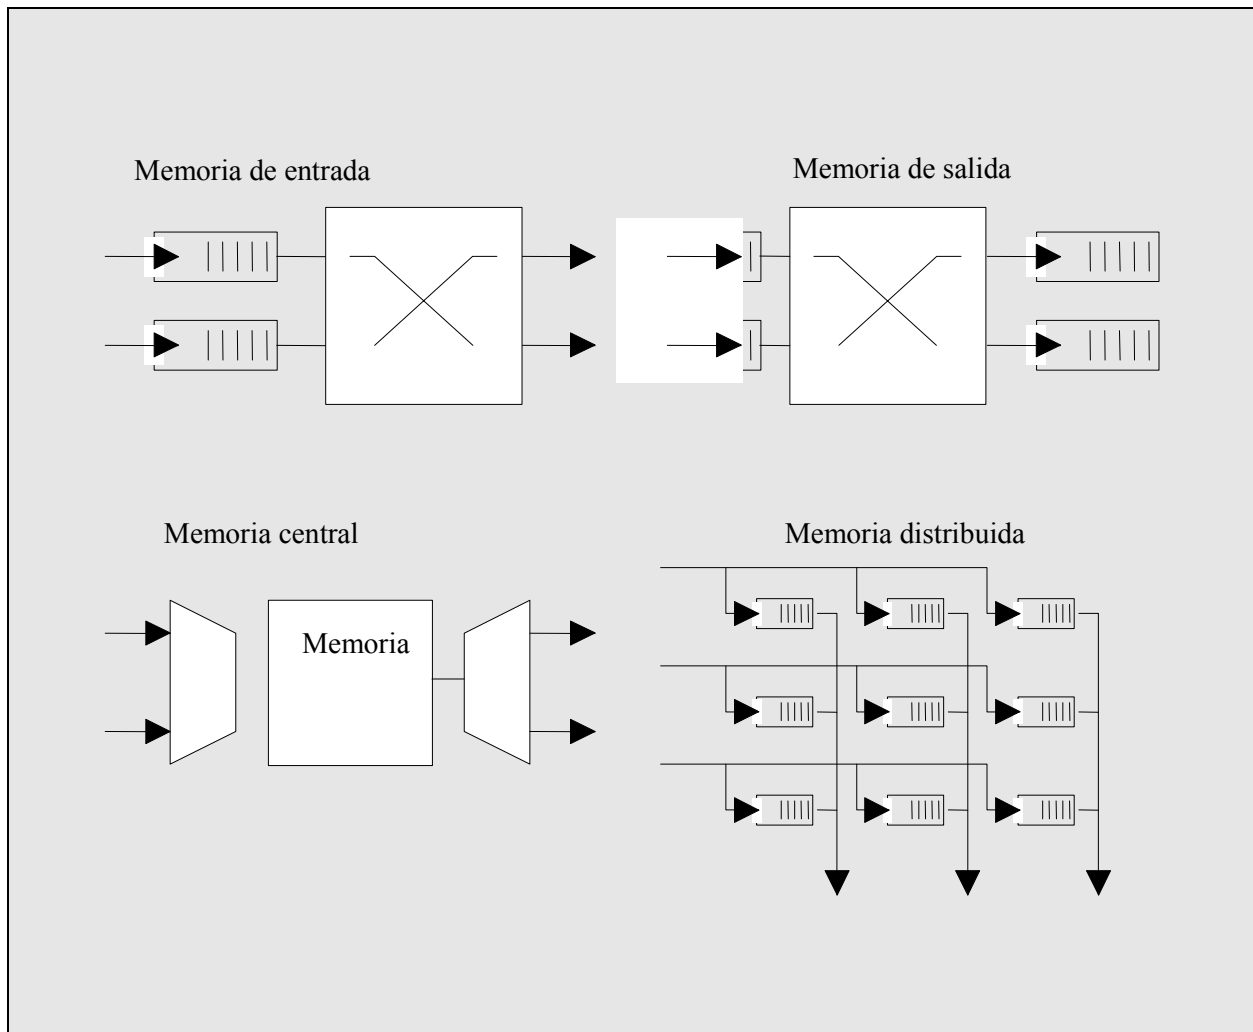 Memoria de entrada
Memoria de salida
Memoria central
Memoria distribuida
Memoria